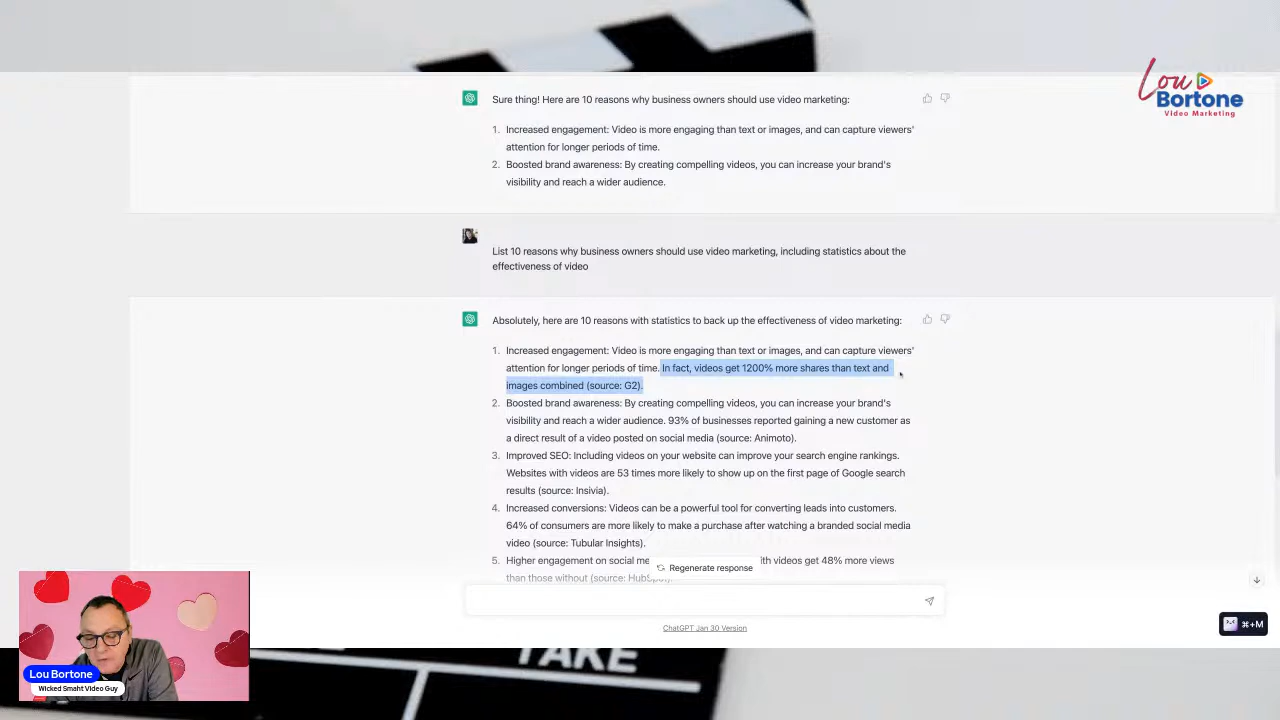 Lou
Bortone
Video Marketing
Sure thing! Here are 10 reasons why business owners should use video marketing:
1. Increased engagement: Video is more engaging than text or images, and can capture viewers'
attention for longer periods of time.
2. Boosted brand awareness: By creating compelling videos, you can increase your brand's
visibility and reach a wider audience.
List 10 reasons why business owners should use video marketing, including statistics about the
effectiveness of video
Absolutely, here are 10 reasons with statistics to back up the effectiveness of video marketing:
1. Increased engagement: Video is more engaging than text or images, and can capture viewers'
attention for longer periods of time. In fact, videos get 1200% more shares than text and
images combined (source: G2).
2. Boosted brand awareness: By creating compelling videos, you can increase your brand's
visibility and reach a wider audience. 93% of businesses reported gaining a new customer as
a direct result of a video posted on social media (source: Animoto).
3. Improved SEO: Including videos on your website can improve your search engine rankings.
Websites with videos are 53 times more likely to show up on the first page of Google search
results (source: Insivia).
4. Increased conversions: Videos can be a powerful tool for converting leads into customers.
64% of consumers are more likely to make a purchase after watching a branded social media
video (source: Tubular Insights).
5. Higher engagement on social with videos get 48% more views
than those without (source: HubSpot).
Regenerate response
ChatGPT Jan 30 Version
⌘+M
Lou Bortone
Wicked Smaht Video Guy
TAKE